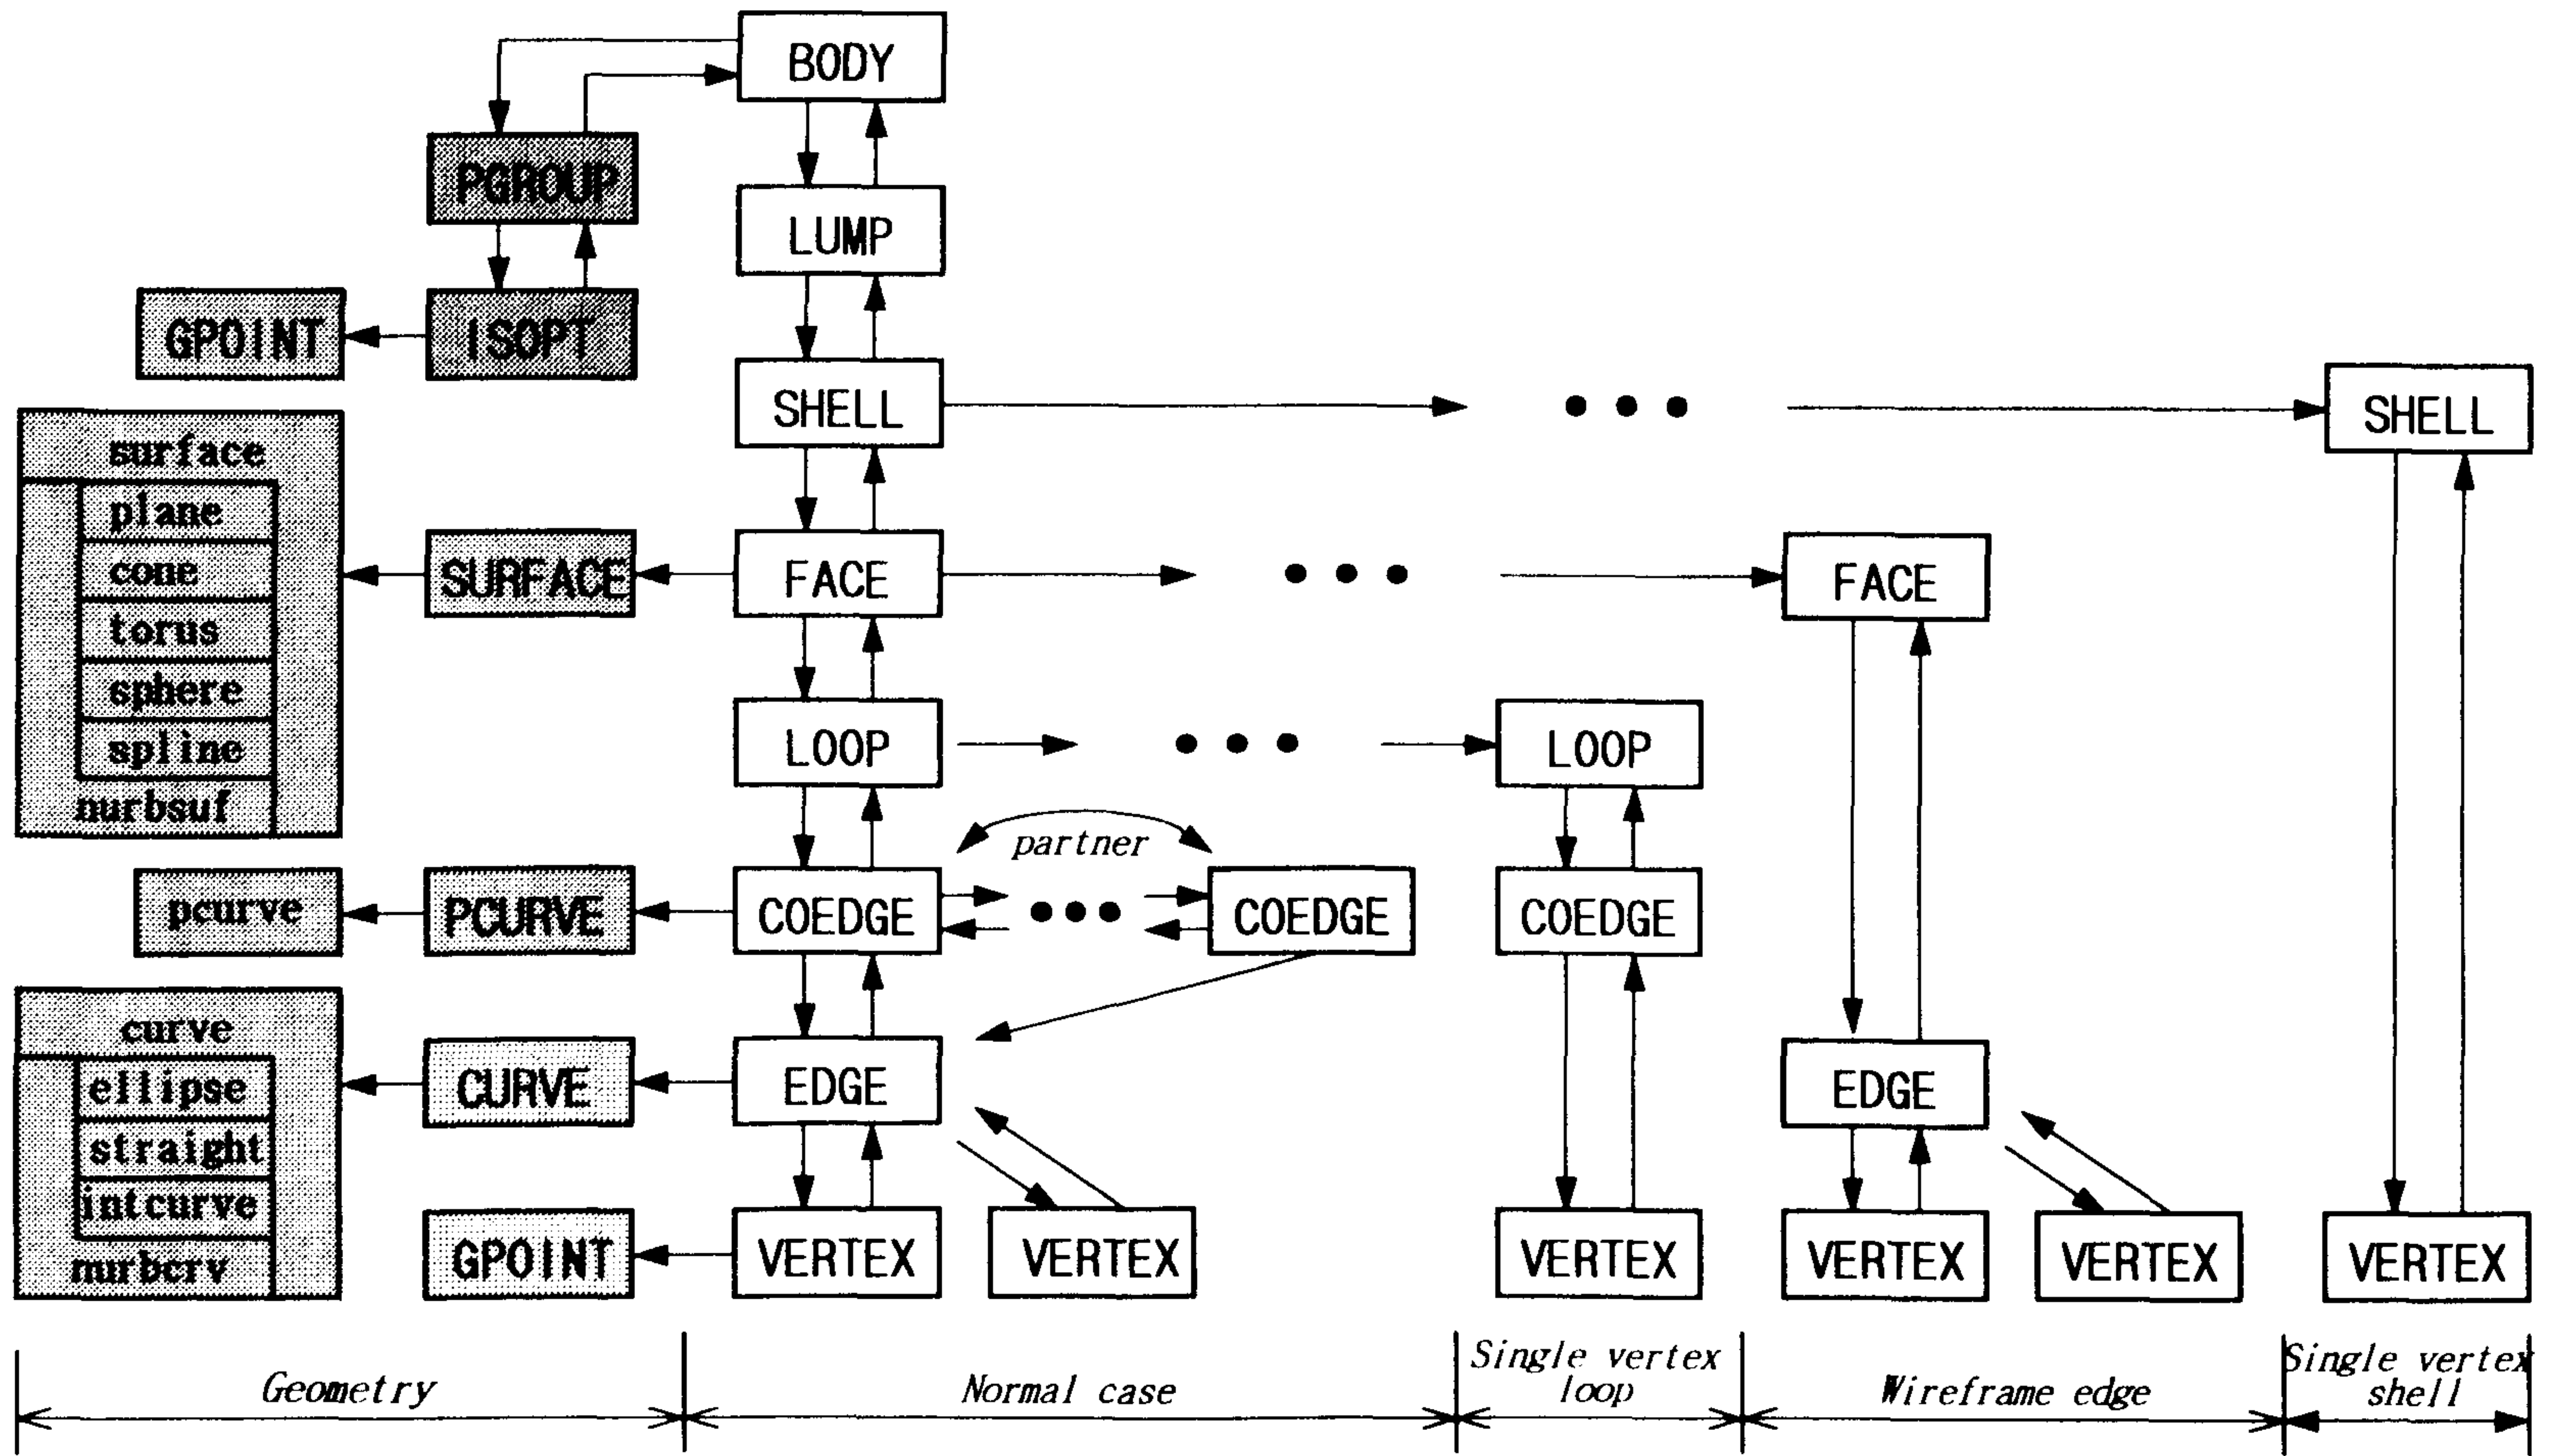 BODY
PGROUP
LUMP
GPOINT
ISOPT
SHELL
SHELL
surface
plane
cone
torus
sphere
spline
nurbsuf
SURFACE
FACE
FACE
LOOP
LOOP
partner
pcurve
PCURVE
COEDGE
COEDGE
COEDGE
curve
ellipse
straight
intcurve
nurbcrv
CURVE
EDGE
EDGE
GPOINT
VERTEX
VERTEX
VERTEX
VERTEX
VERTEX
VERTEX
Geometry
Normal case
Single vertex
loop
Wireframe edge
Single vertex
shell